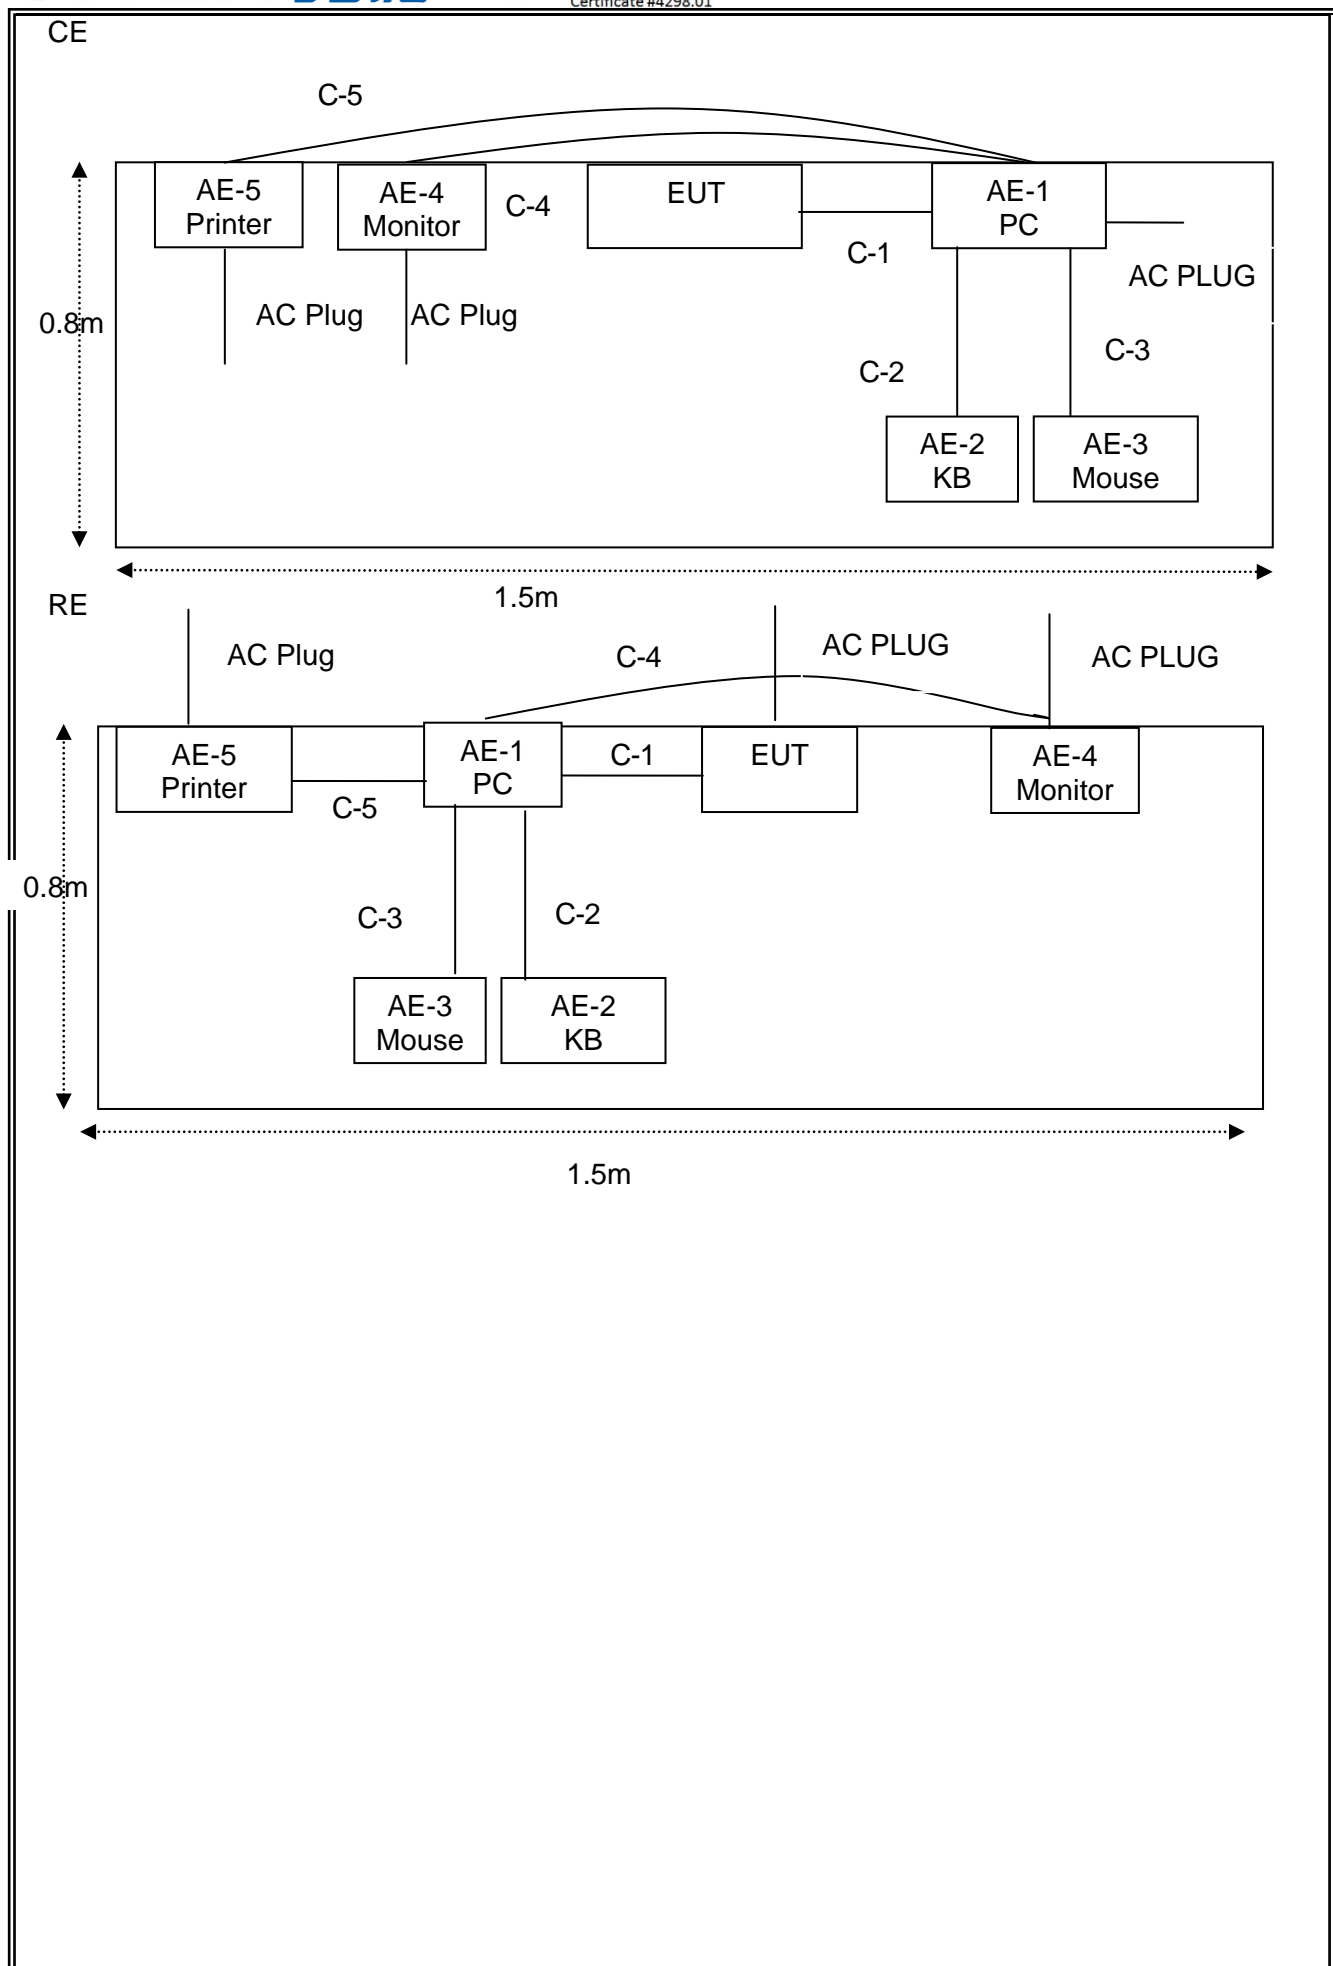 Certificate #4298.01
CE
C-5
AE-5
Printer
AE-4
Monitor
C-4
EUT
AE-1
PC
C-1
AC PLUG
AC Plug
AC Plug
0.8m
C-2
C-3
AE-2
KB
AE-3
Mouse
1.5m
RE
AC Plug
C-4
AC PLUG
AC PLUG
AE-5
Printer
AE-1
PC
C-1
EUT
AE-4
Monitor
C-5
0.8m
C-3
C-2
AE-3
Mouse
AE-2
KB
1.5m